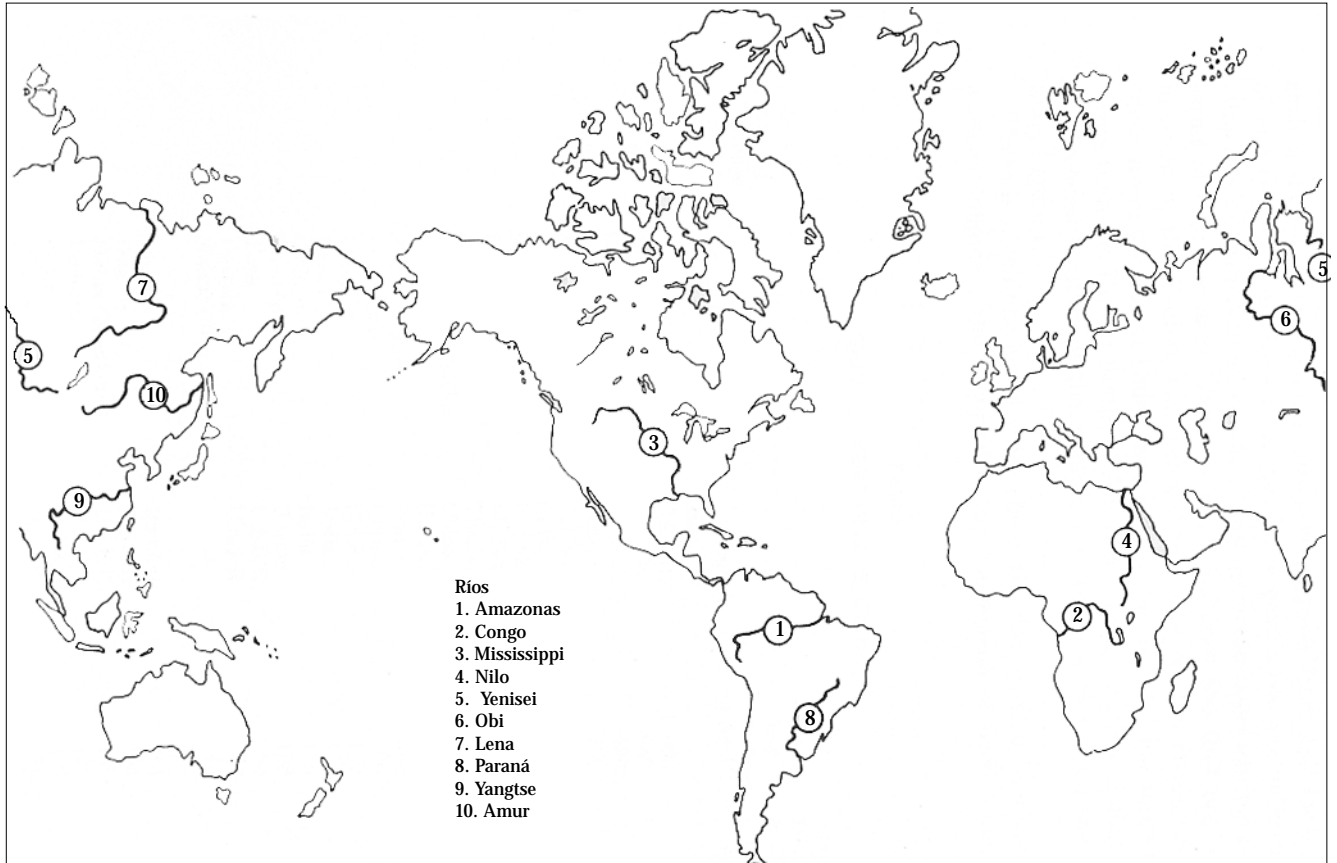 Ríos
1. Amazonas
2. Congo
3. Mississippi
4. Nilo
5. Yenisei
6. Obi
7. Lena
8. Paraná
9. Yangtse
10. Amur
7
5
10
9
3
1
8
5
6
4
2